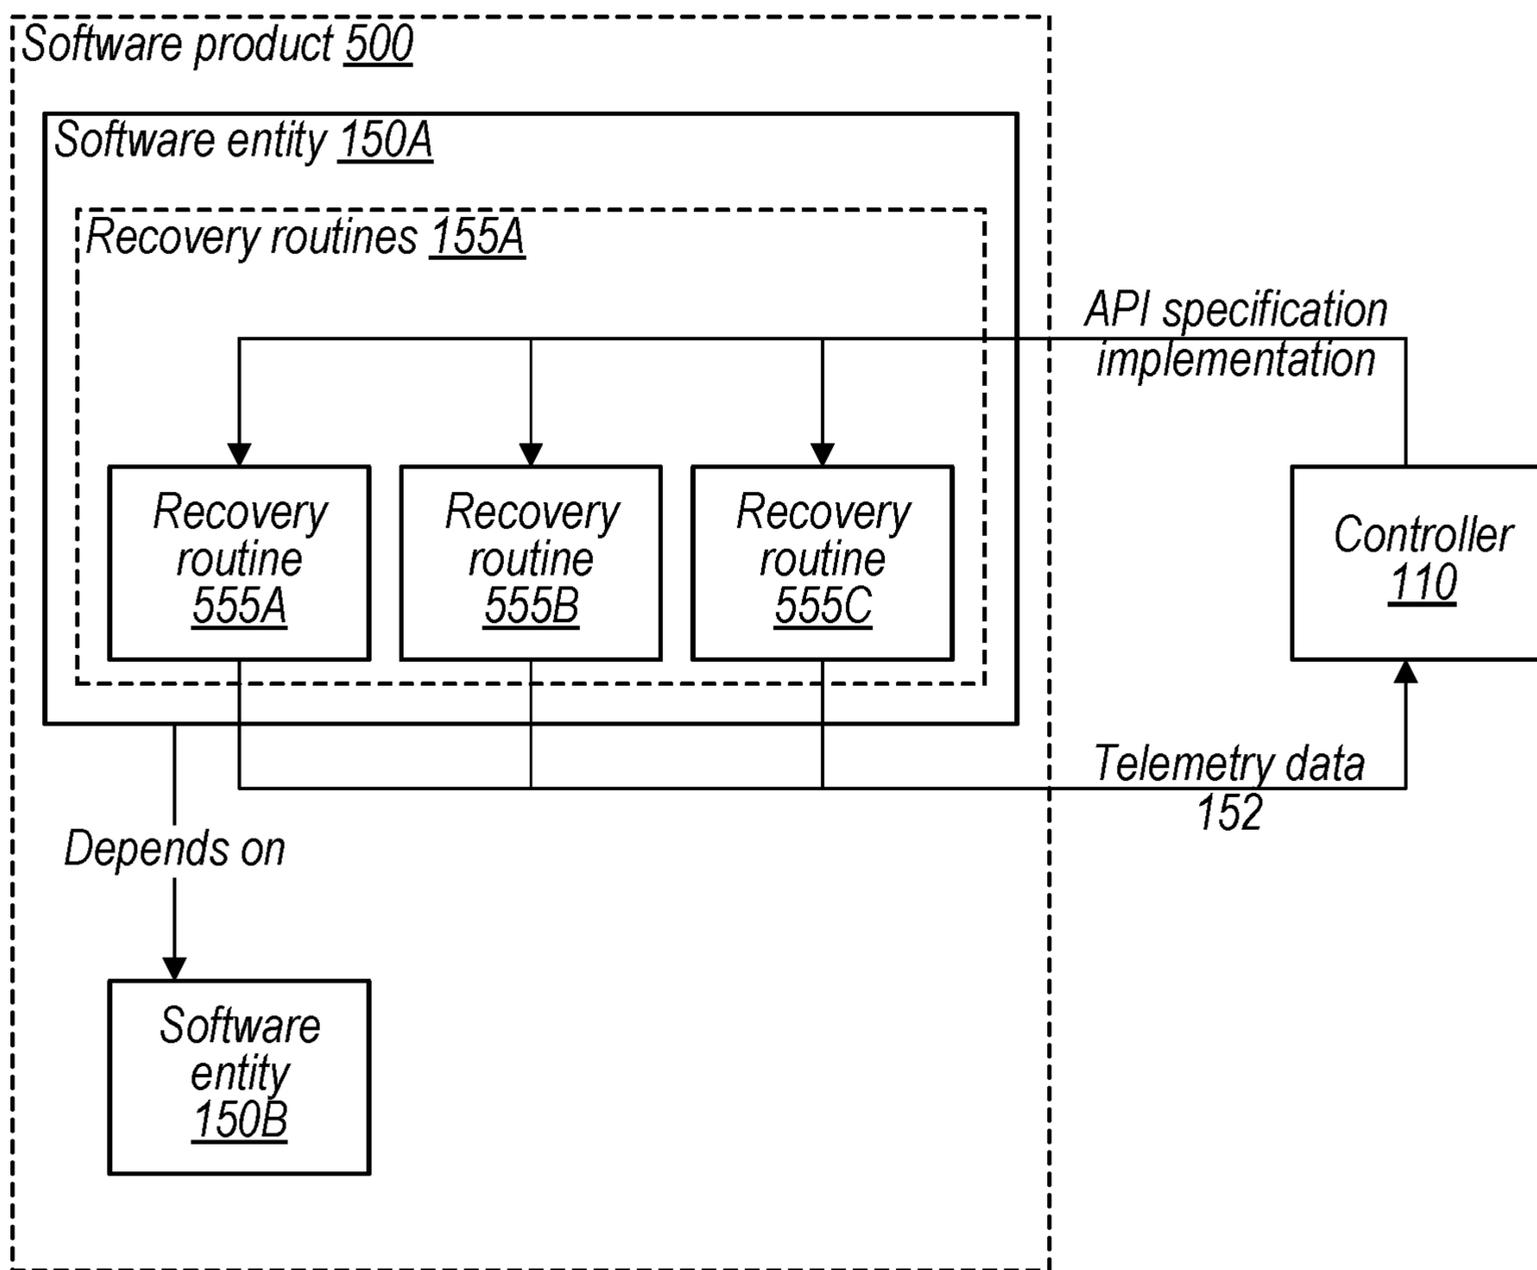 Software product 500
Software entity 150A
Recovery routines 155A
API specification
implementation
Recovery
routine
555A
Recovery
routine
555B
Recovery
routine
555C
Controller
110
Telemetry data
152
Depends on
Software
entity
150B